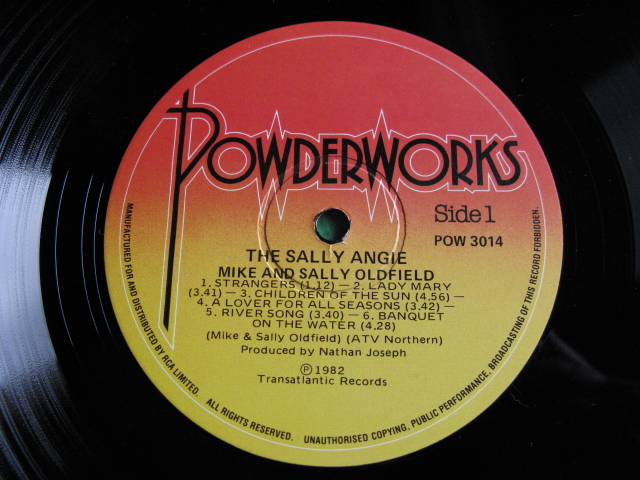 POWDERWORKS
Side 1
POW 3014
THE SALLY ANGIE
MIKE AND SALLY OLDFIELD
1. STRANGERS (1,12) — 2. LADY MARY
(3.41) — 3. CHILDREN OF THE SUN (4,56) —
4. A LOVER FOR ALL SEASONS (3.42) —
5. RIVER SONG (3.40) — 6. BANQUET
ON THE WATER (4,28)
(Mike & Sally Oldfield) (ATV Northern)
Produced by Nathan Joseph
℗ 1982
Transatlantic Records
MANUFACTURED FOR AND DISTRIBUTED BY RCA LIMITED. ALL RIGHTS RESERVED. UNAUTHORISED COPYING, PUBLIC PERFORMANCE, BROADCASTING OF THIS RECORD FORBIDDEN.